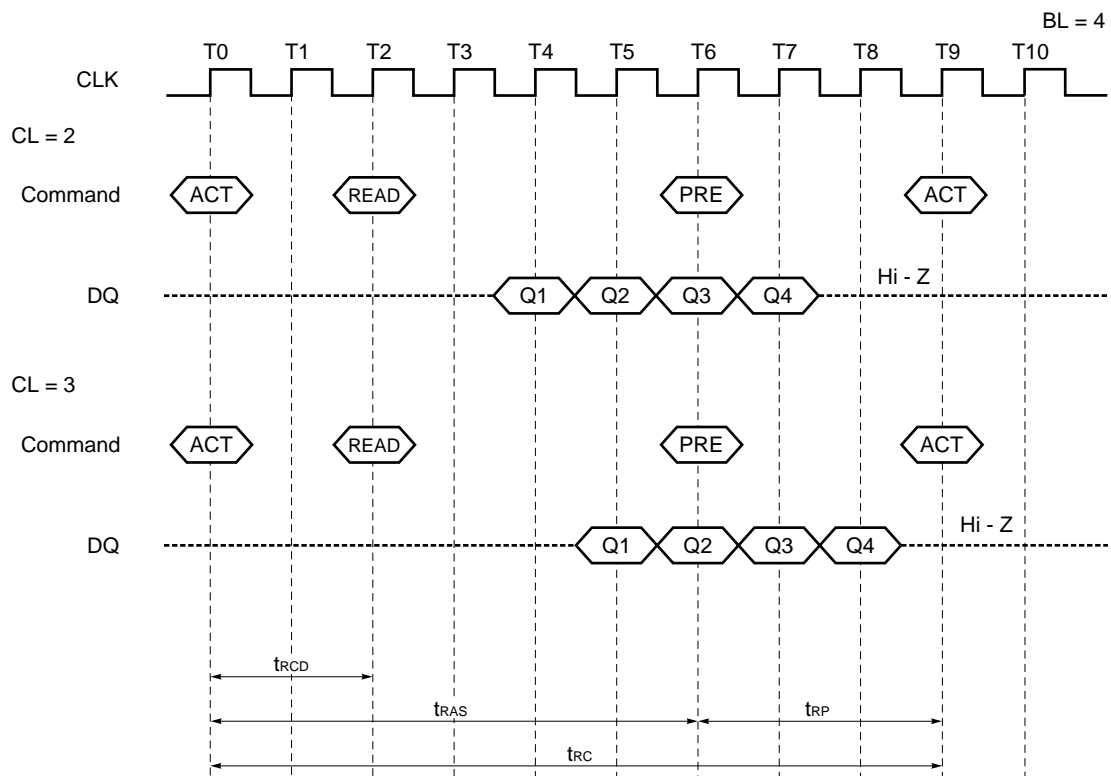 BL = 4
T0 T1 T2 T3 T4 T5 T6 T7 T8 T9 T10
CLK
CL = 2
Command ACT READ PRE ACT
Hi - Z
DQ Q1 Q2 Q3 Q4
CL = 3
Command ACT READ PRE ACT
Hi - Z
DQ Q1 Q2 Q3 Q4
tRCD
tRAS tRP
tRC